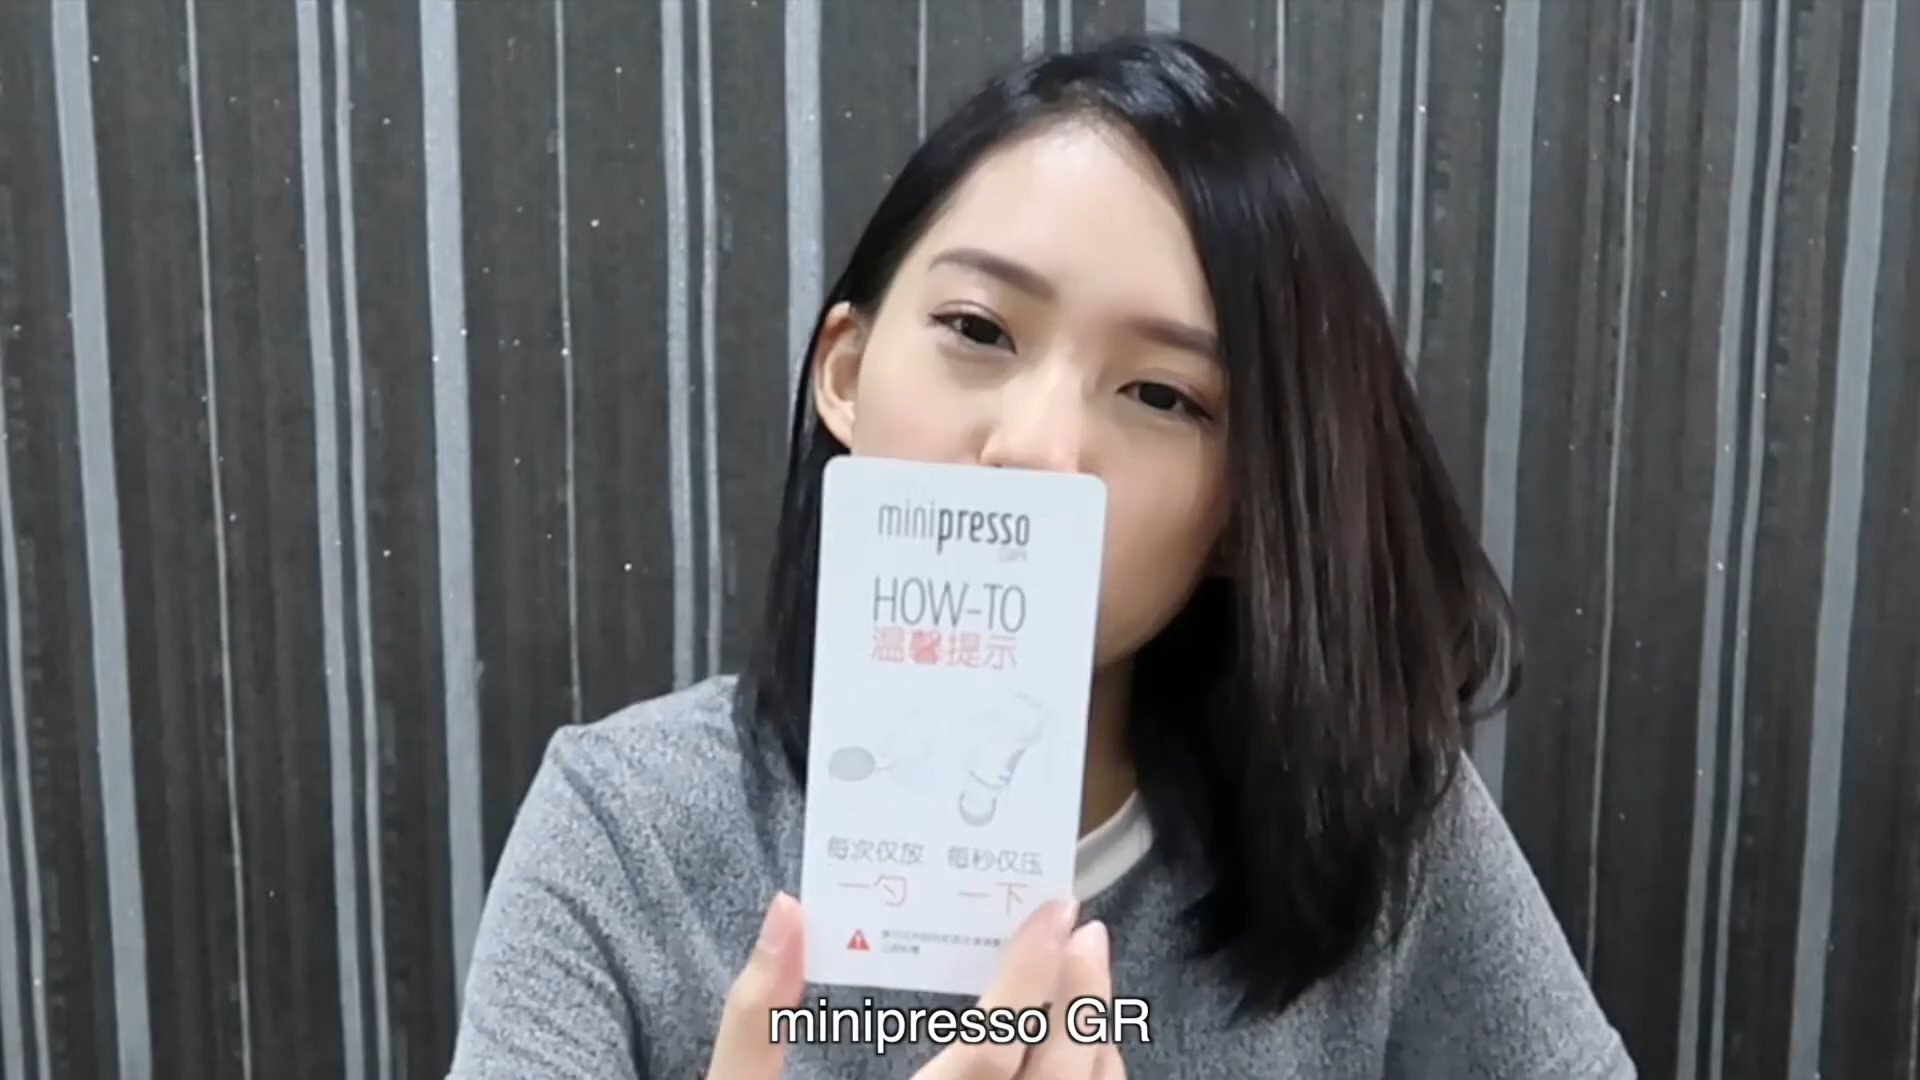 minipresso
GR
HOW-TO
温馨提示
每次仅放
一勺
每秒仅压
一下
minipresso GR